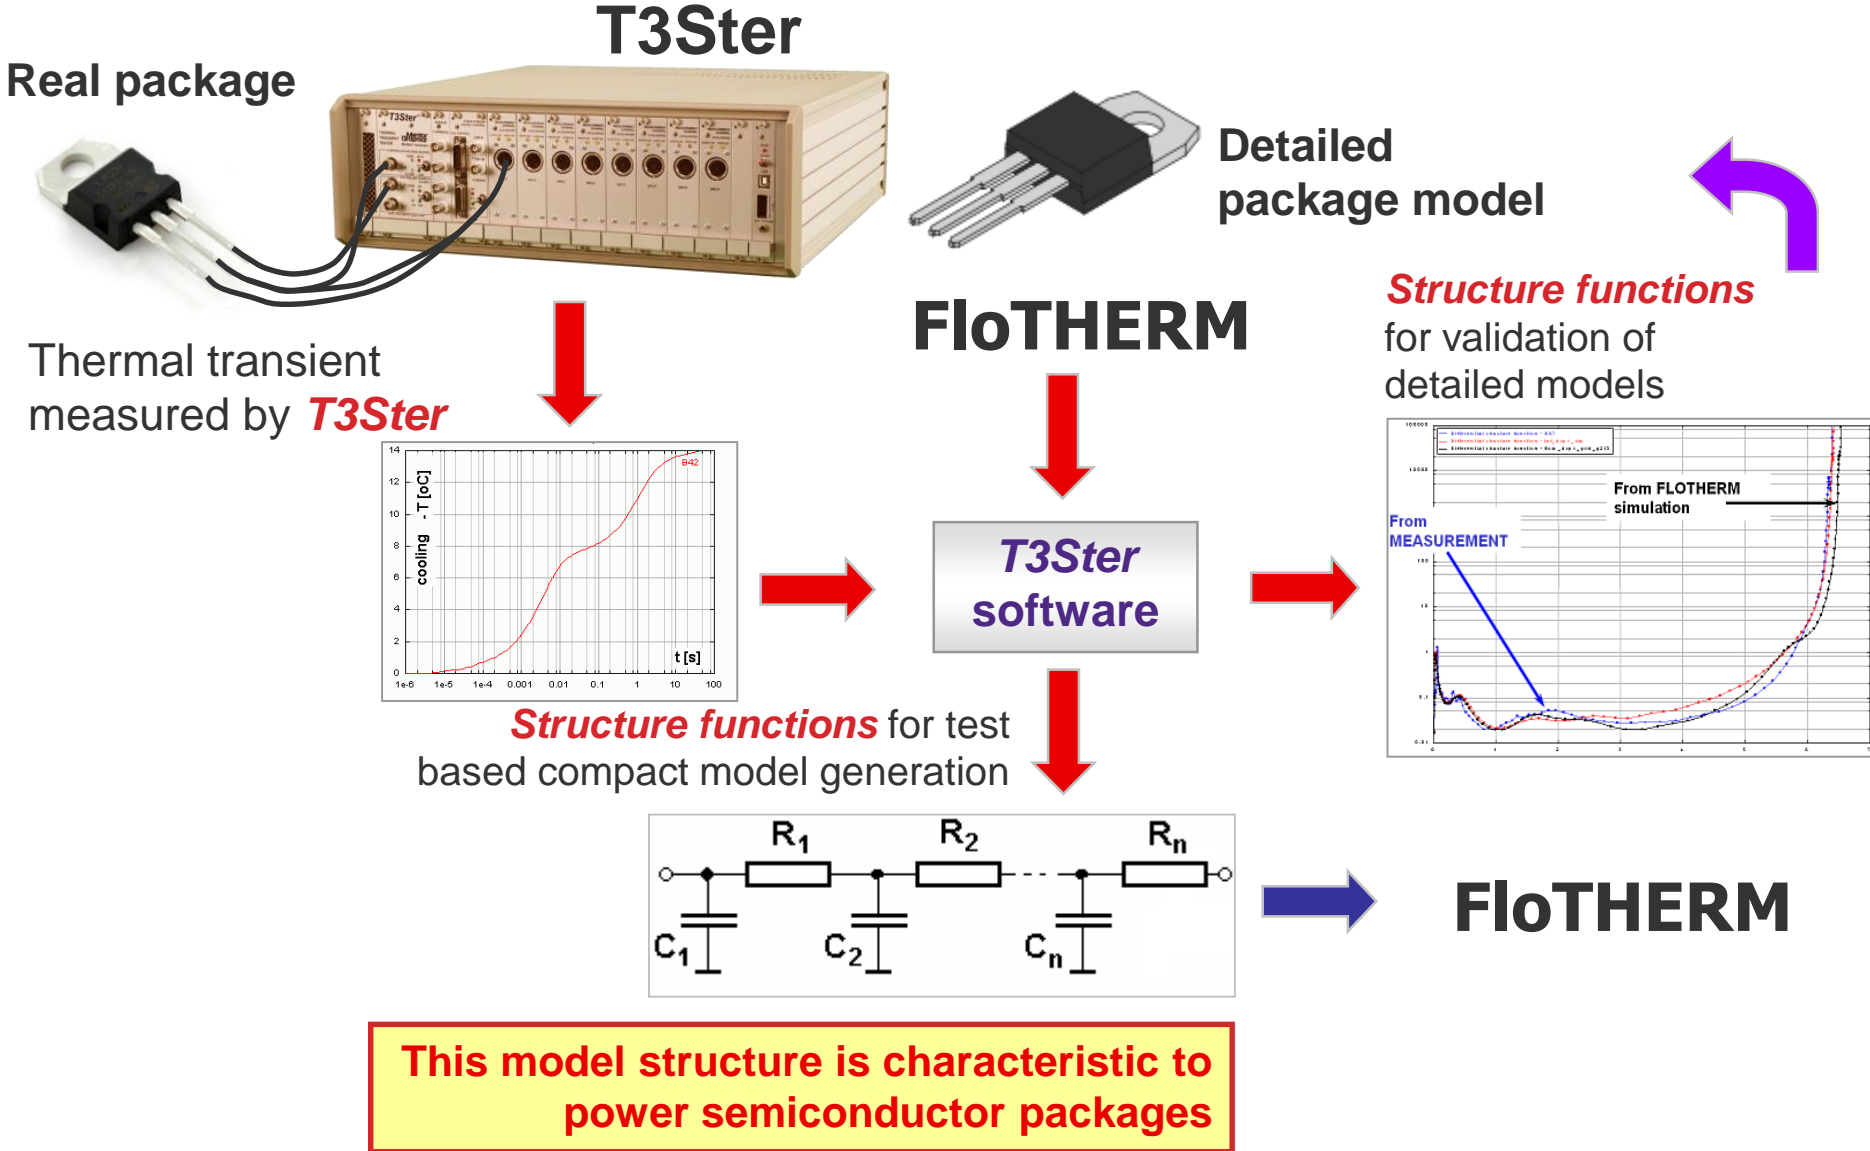 T3Ster
Real package
T3Ster
Detailed
package model
FloTHERM
Structure functions
for validation of
detailed models
Thermal transient
measured by T3Ster
14
12
10
8
6
4
2
0
cooling - T [oC]
B42
t [s]
1e-6 1e-5 1e-4 0.001 0.01 0.1 1 10 100
T3Ster
software
From FLOTHERM
simulation
From
MEASUREMENT
Structure functions for test
based compact model generation
R1 R2 Rn
C1 C2 Cn
FloTHERM
This model structure is characteristic to
power semiconductor packages